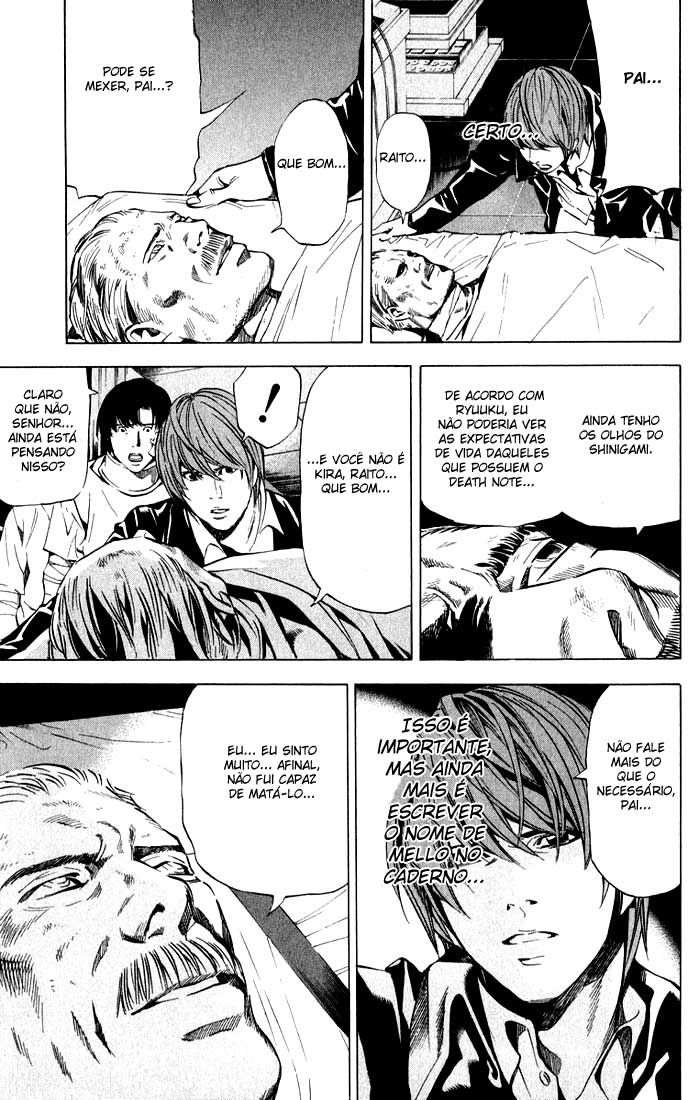 PAI...
CERTO...
RAITO...
QUE BOM...
PODE SE
MEXER, PAI...?
AINDA TENHO
OS OLHOS DO
SHINIGAMI.
DE ACORDO COM
RYUUKU, EU
NÃO PODERIA VER
AS EXPECTATIVAS
DE VIDA DAQUELES
QUE POSSUEM O
DEATH NOTE...
...E VOCÊ NÃO É
KIRA, RAITO...
QUE BOM...
!
CLARO
QUE NÃO,
SENHOR...
AINDA ESTÁ
PENSANDO
NISSO?
NÃO FALE
MAIS DO
QUE O
NECESSÁRIO,
PAI...
ISSO É
IMPORTANTE,
MAS AINDA
MAIS É
ESCREVER
O NOME DE
MELLO NO
CADERNO...
EU... EU SINTO
MUITO... AFINAL,
NÃO FUI CAPAZ
DE MATÁ-LO...